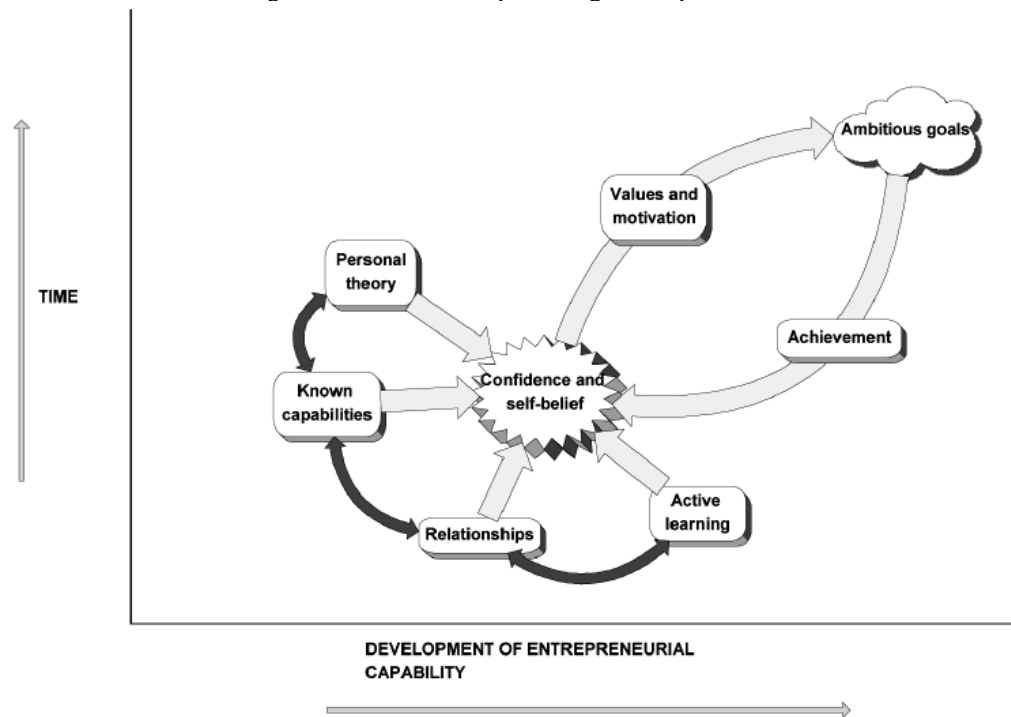 Ambitious goals
Values and
motivation
Personal
theory
TIME
Achievement
Confidence and
self-belief
Known
capabilities
Active
learning
Relationships
DEVELOPMENT OF ENTREPRENEURIAL
CAPABILITY